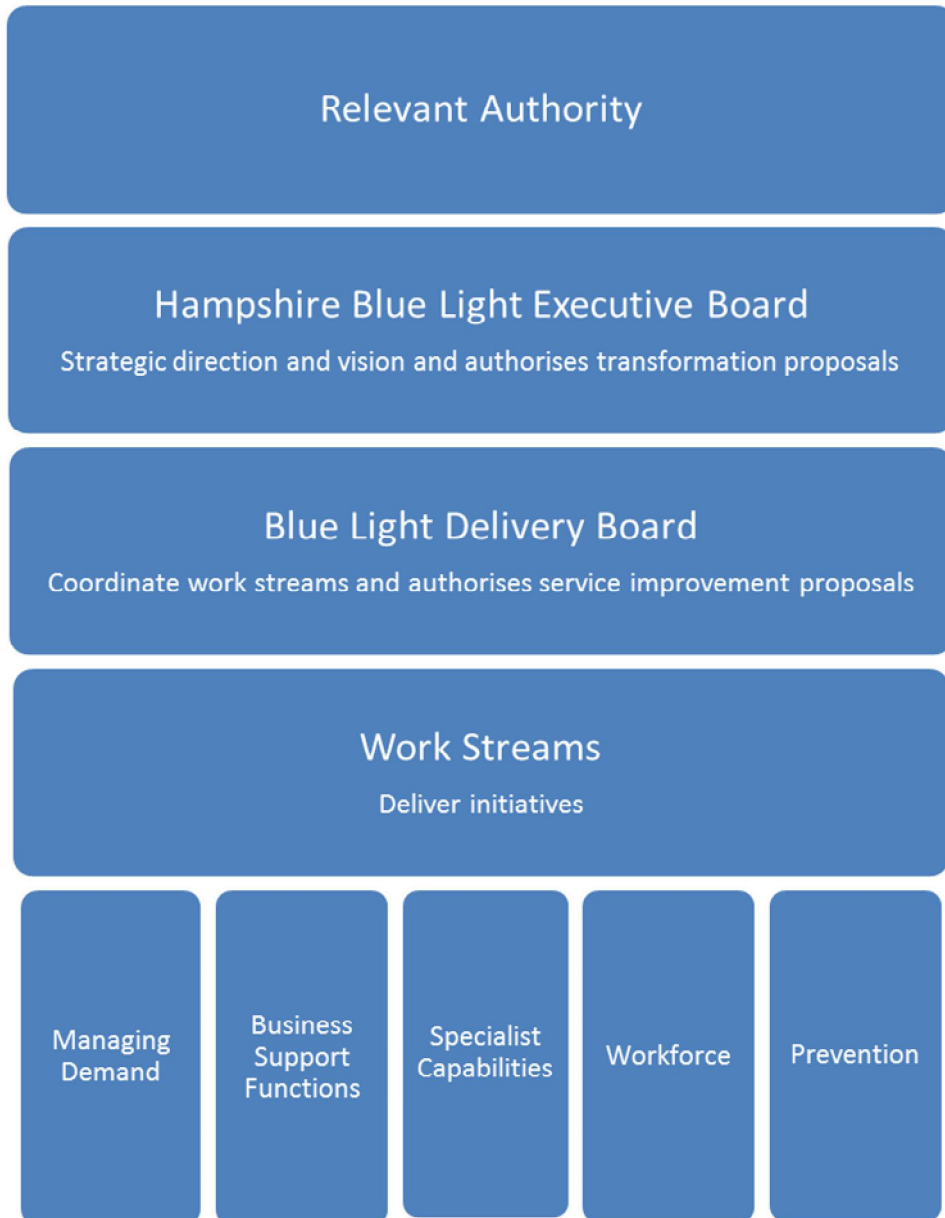 Relevant Authority
Hampshire Blue Light Executive Board
Strategic direction and vision and authorises transformation proposals
Blue Light Delivery Board
Coordinate work streams and authorises service improvement proposals
Work Streams
Deliver initiatives
Managing
Demand
Business
Support
Functions
Specialist
Capabilities
Workforce
Prevention